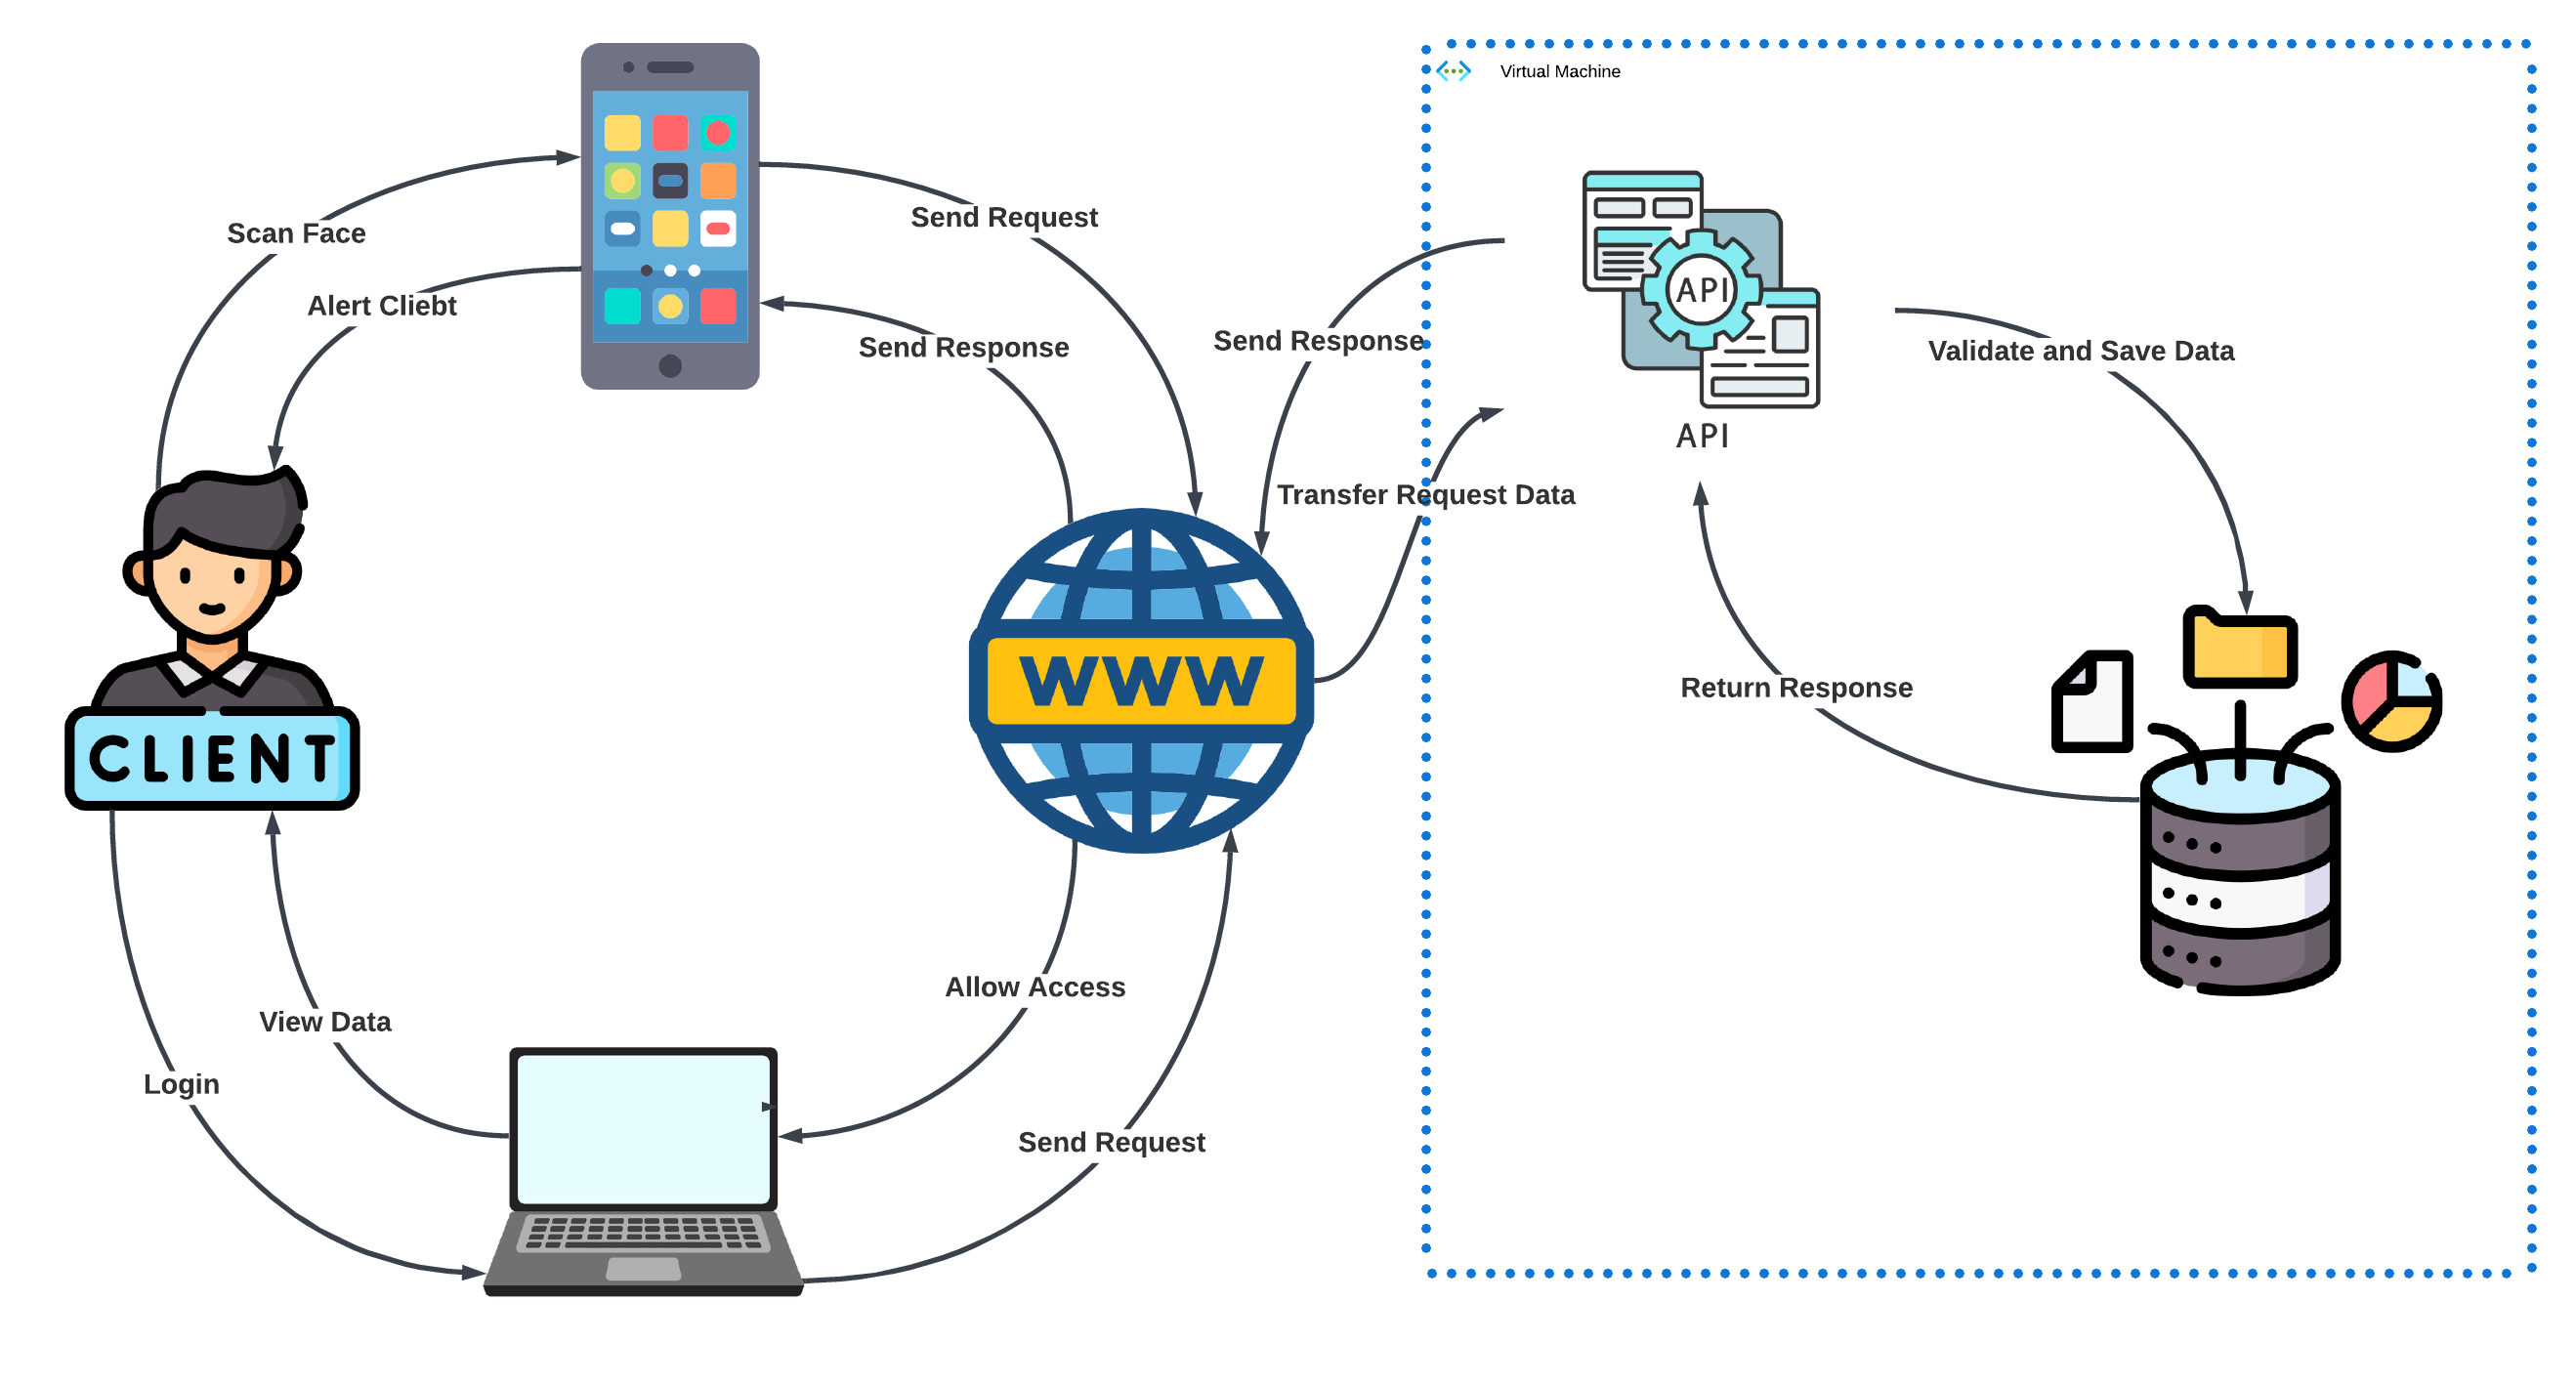 Virtual Machine
Scan Face
Send Request
Alert Cliebt
Send Response
Send Response
API
Validate and Save Data
API
Transfer Request Data
WWW
Return Response
CLIENT
Allow Access
View Data
Login
Send Request